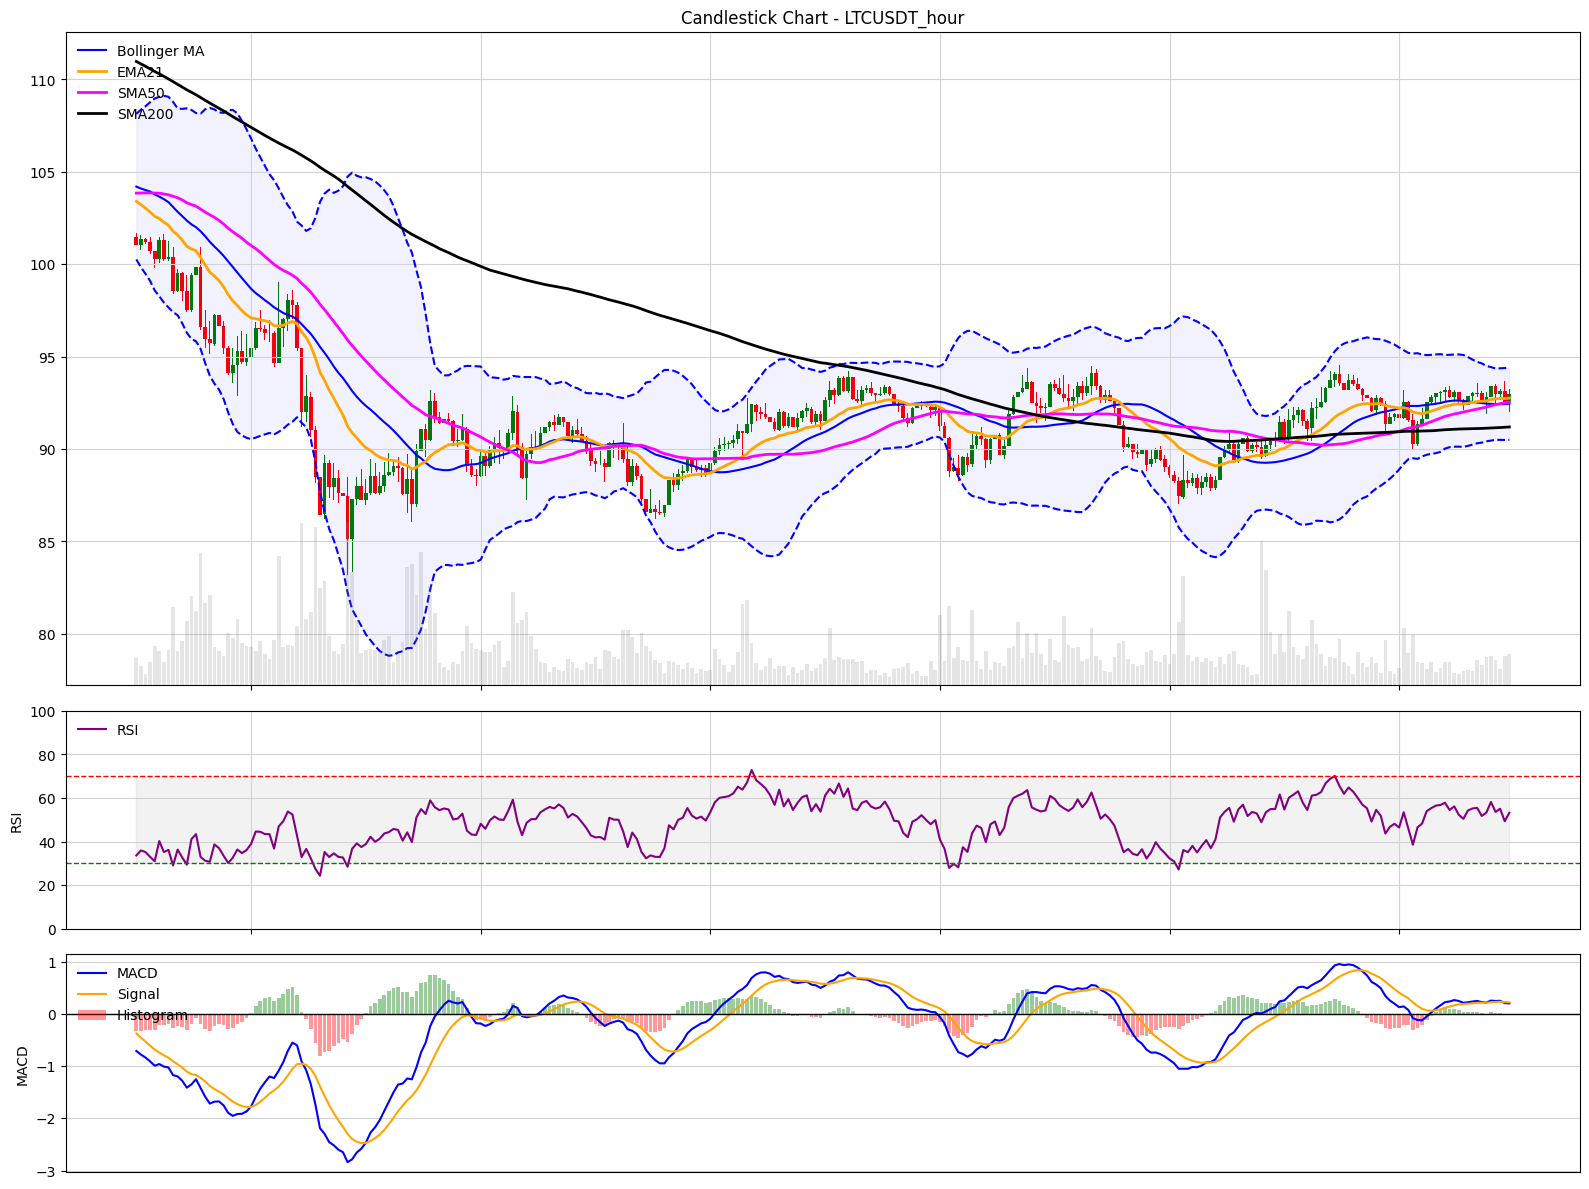 Candlestick Chart - LTCUSDT_hour
Bollinger MA
EMA21
SMA50
SMA200
110
105
100
95
90
85
80
RSI
100
80
60
40
20
0
RSI
MACD
Signal
Histogram
1
0
−1
−2
−3
MACD